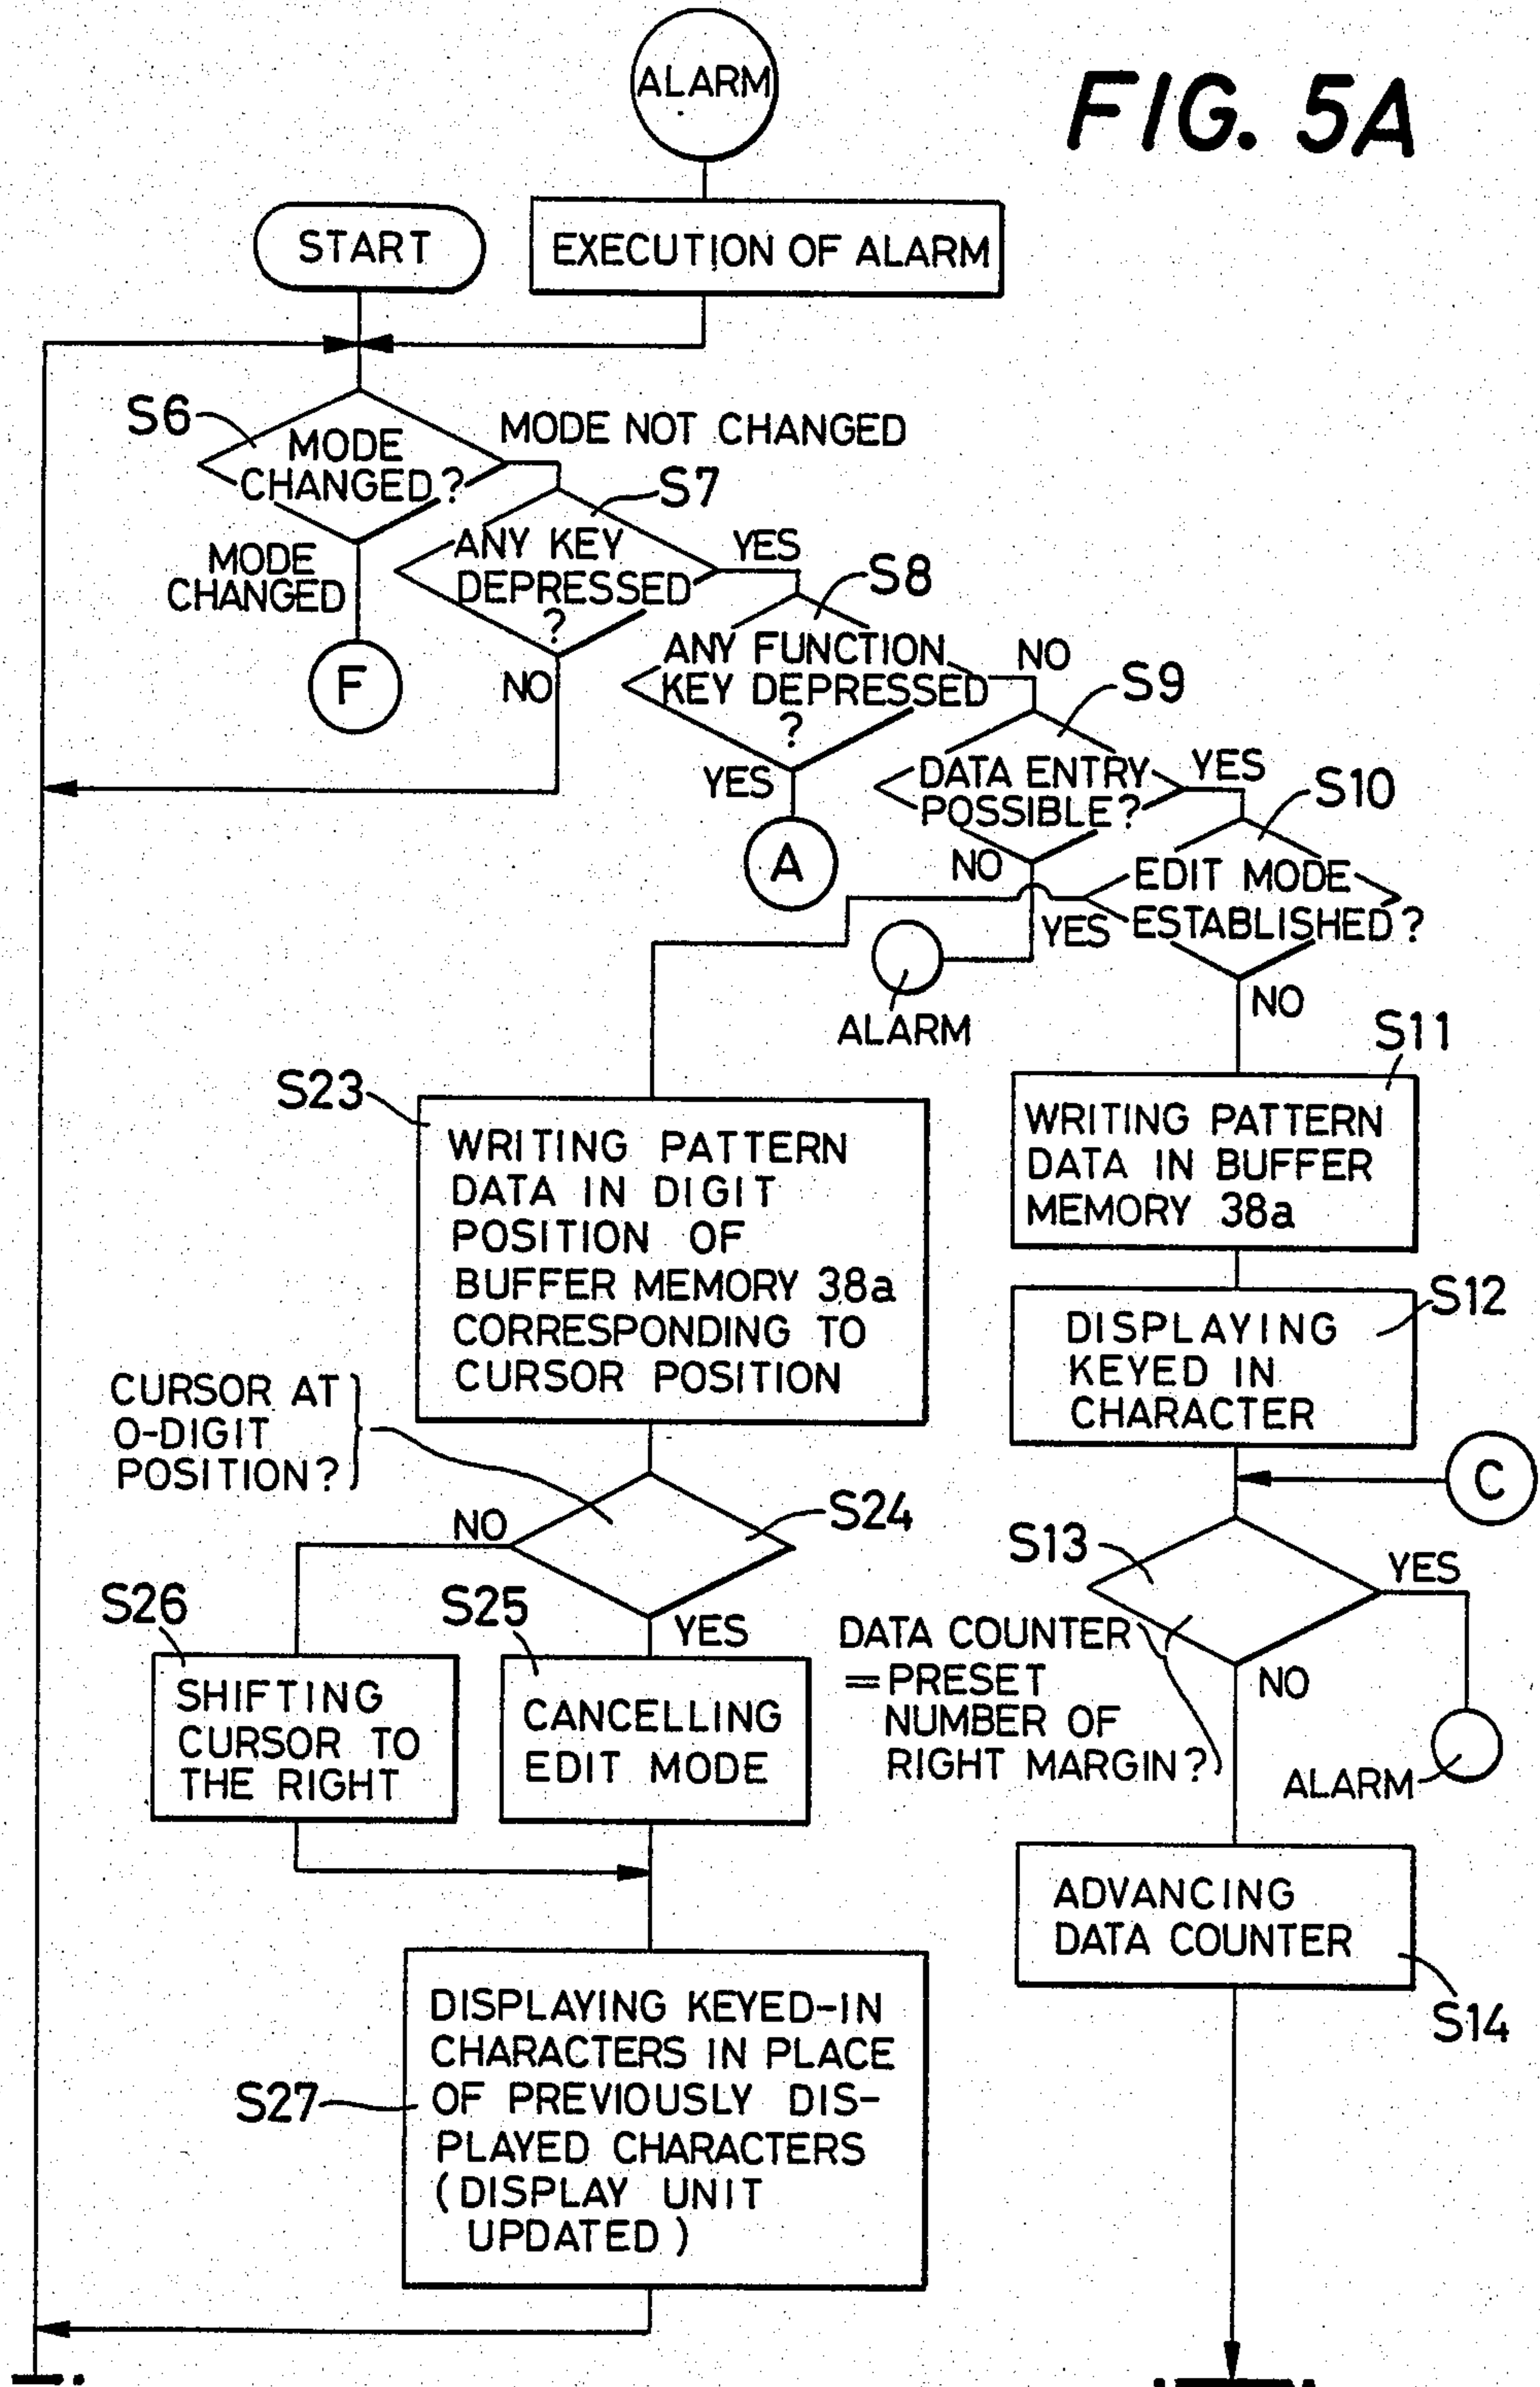 FIG. 5A
ALARM
START
EXECUTION OF ALARM
S6
MODE
CHANGED?
MODE NOT CHANGED
MODE
CHANGED
F
S7
ANY KEY
DEPRESSED
?
YES
NO
S8
ANY FUNCTION
KEY DEPRESSED
?
NO
YES
A
S9
DATA ENTRY
POSSIBLE?
YES
NO
ALARM
S10
EDIT MODE
ESTABLISHED?
YES
NO
S11
WRITING PATTERN
DATA IN BUFFER
MEMORY 38a
S23
WRITING PATTERN
DATA IN DIGIT
POSITION OF
BUFFER MEMORY 38a
CORRESPONDING TO
CURSOR POSITION
S12
DISPLAYING
KEYED IN
CHARACTER
C
CURSOR AT
0-DIGIT
POSITION?
NO
S24
YES
S13
YES
DATA COUNTER
=PRESET
NUMBER OF
RIGHT MARGIN?
NO
ALARM
S26
SHIFTING
CURSOR TO
THE RIGHT
S25
CANCELLING
EDIT MODE
ADVANCING
DATA COUNTER
S14
S27
DISPLAYING KEYED-IN
CHARACTERS IN PLACE
OF PREVIOUSLY DIS-
PLAYED CHARACTERS
(DISPLAY UNIT
UPDATED)